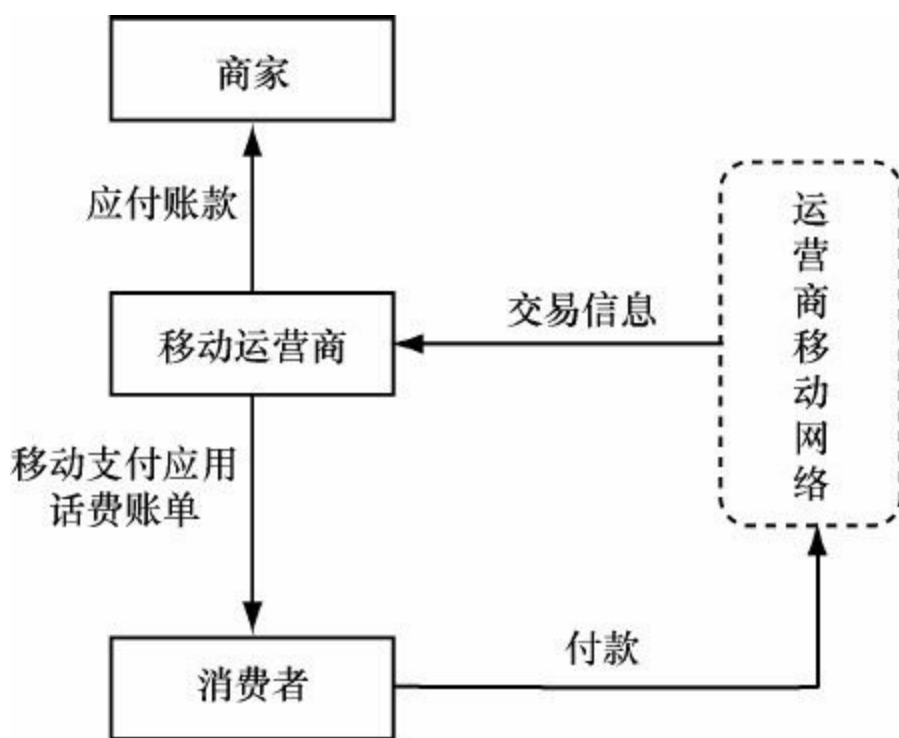 商家
应付账款
运营商移动网络
交易信息
移动运营商
移动支付应用
话费账单
付款
消费者